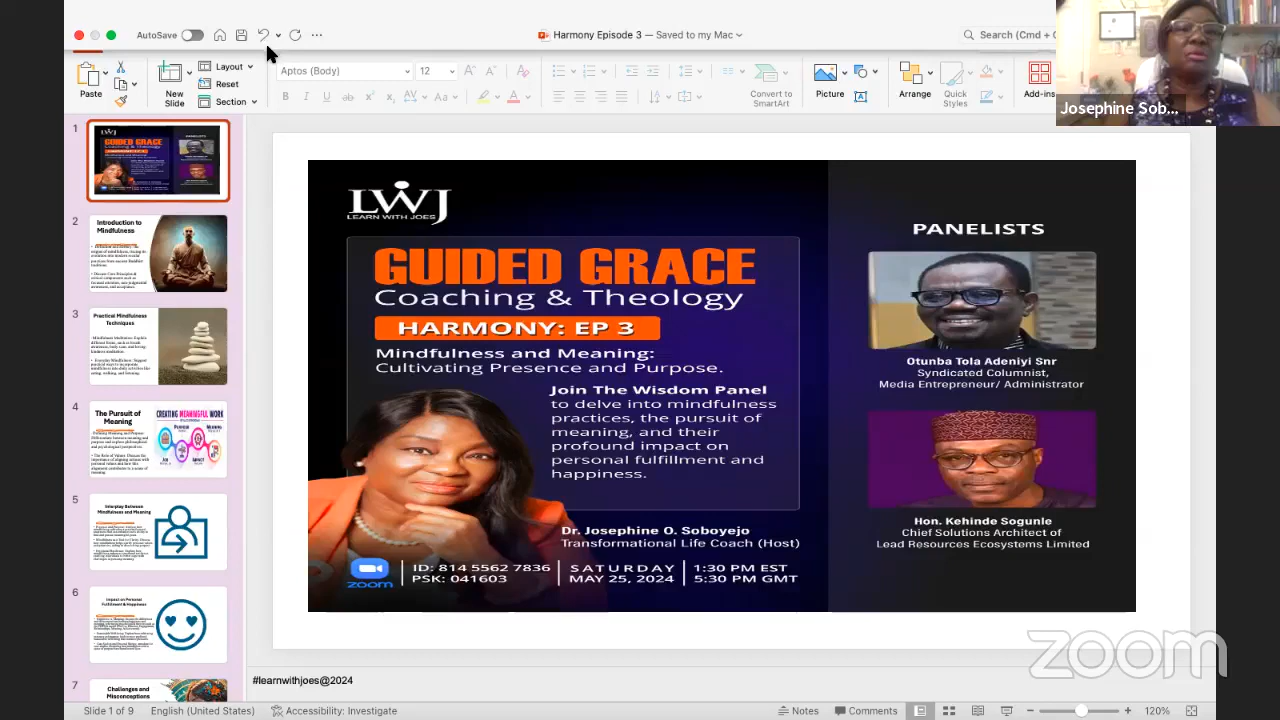 AutoSave
Harmony Episode 3 — Saved to my Mac
Search (Cmd + C
Paste
New
Slide
Layout
Reset
Section
Aptos (Body)
12
Convert to
SmartArt
Picture
Arrange
Quick
Styles
Add-ins
Josephine Sob...
1
2
Introduction to
Mindfulness
3
Practical Mindfulness
Techniques
4
The Pursuit of
Meaning
CREATING MEANINGFUL WORK
5
Interplay Between
Mindfulness and Meaning
6
Impact on Personal
Fulfillment & Happiness
7
Challenges and
Misconceptions
LWJ
LEARN WITH JOES
GUIDED GRACE
Coaching & Theology
HARMONY: EP 3
Mindfulness and Meaning:
Cultivating Presence and Purpose.
Join The Wisdom Panel
to delve into mindfulness
practices, the pursuit of
meaning, and their
profound impact on
personal fulfillment and
happiness.
Dr. Josephine O. Soboyejo
Transformational Life Coach (Host)
zoom
ID: 814 5562 7836
PSK: 041603
SATURDAY
MAY 25, 2024
1:30 PM EST
5:30 PM GMT
PANELISTS
Otunba Tola Adeniyi Snr
Syndicated Columnist,
Media Entrepreneur/ Administrator
Hon. Kehinde Sogunle
Chief Solutions Architect of
Lead Resources Ecosystems Limited
zoom
#learnwithjoes@2024
Slide 1 of 9
English (United States)
Accessibility: Investigate
Notes
Comments
120%